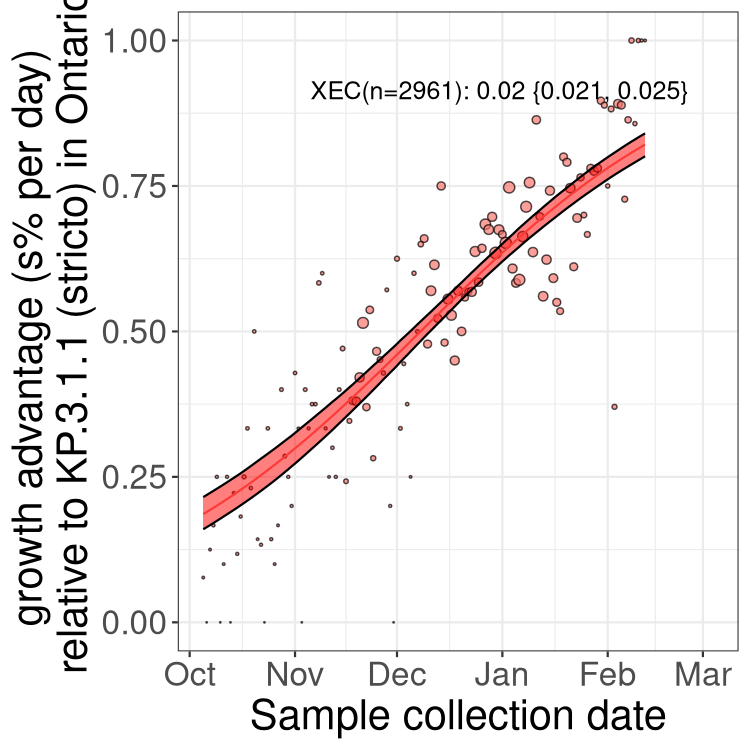 growth advantage (s% per day)
relative to KP.3.1.1 (stricto) in Ontario
1.00
0.75
0.50
0.25
0.00
XEC(n=2961): 0.02 {0.021, 0.025}
Oct Nov Dec Jan Feb Mar
Sample collection date